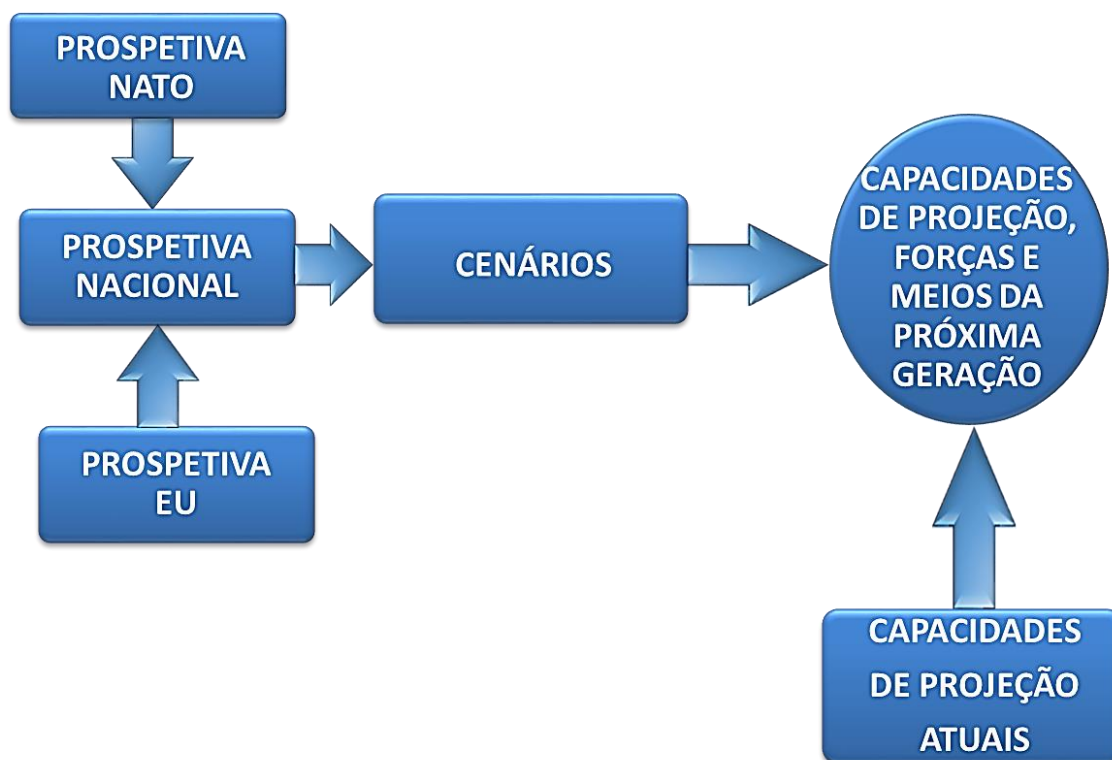 PROSPETIVA
NATO
PROSPETIVA
NACIONAL
PROSPETIVA
EU
CENÁRIOS
CAPACIDADES
DE PROJEÇÃO,
FORÇAS E
MEIOS DA
PRÓXIMA
GERAÇÃO
CAPACIDADES
DE PROJEÇÃO
ATUAIS